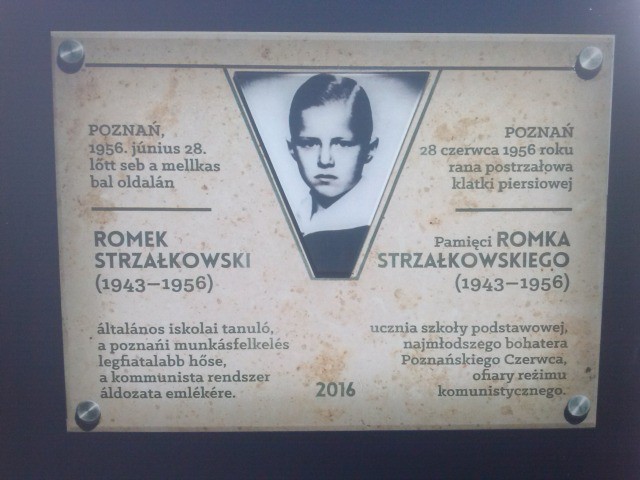 POZNAŃ,
1956. június 28.
lőtt seb a mellkas
bal oldalán
ROMEK
STRZAŁKOWSKI
(1943–1956)
általános iskolai tanuló,
a poznańi munkásfelkelés
legfiatalabb hőse,
a kommunista rendszer
áldozata emlékére.
POZNAŃ
28 czerwca 1956 roku
rana postrzałowa
klatki piersiowej
Pamięci ROMKA
STRZAŁKOWSKIEGO
(1943–1956)
ucznia szkoły podstawowej,
najmłodszego bohatera
Poznańskiego Czerwca,
ofiary reżimu
komunistycznego.
2016